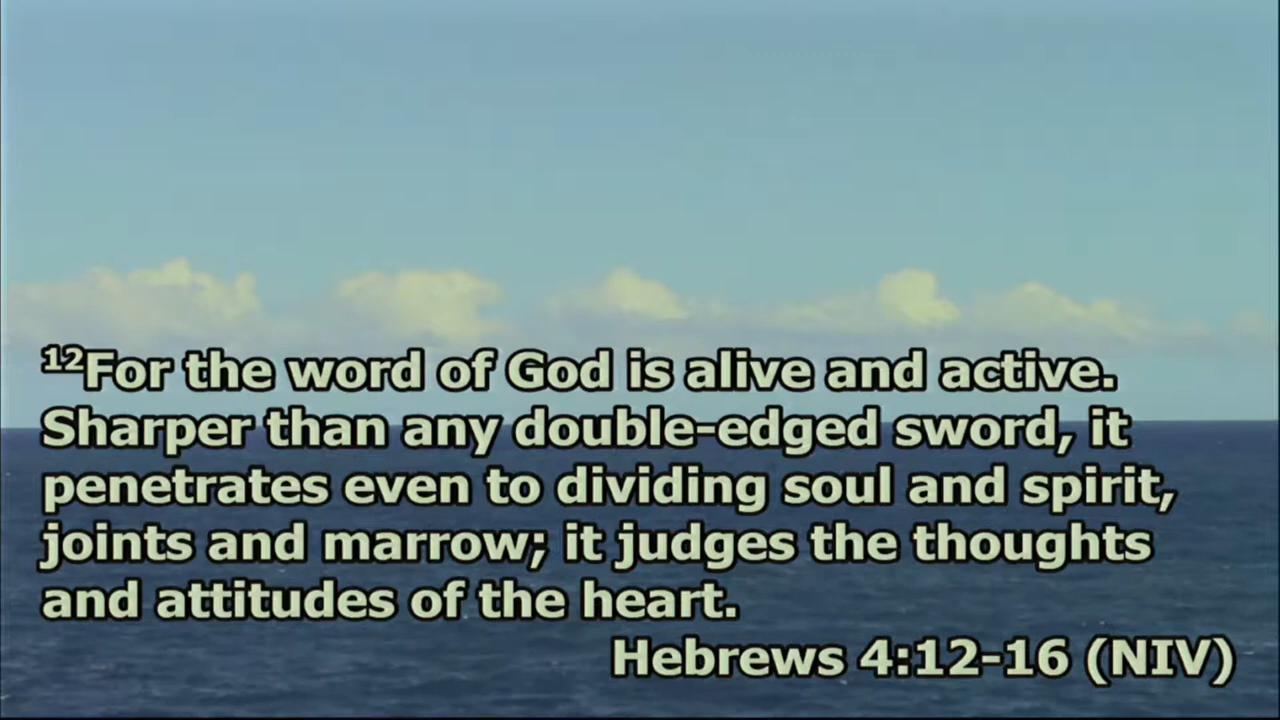 ¹²For the word of God is alive and active.
Sharper than any double-edged sword, it
penetrates even to dividing soul and spirit,
joints and marrow; it judges the thoughts
and attitudes of the heart.
Hebrews 4:12-16 (NIV)